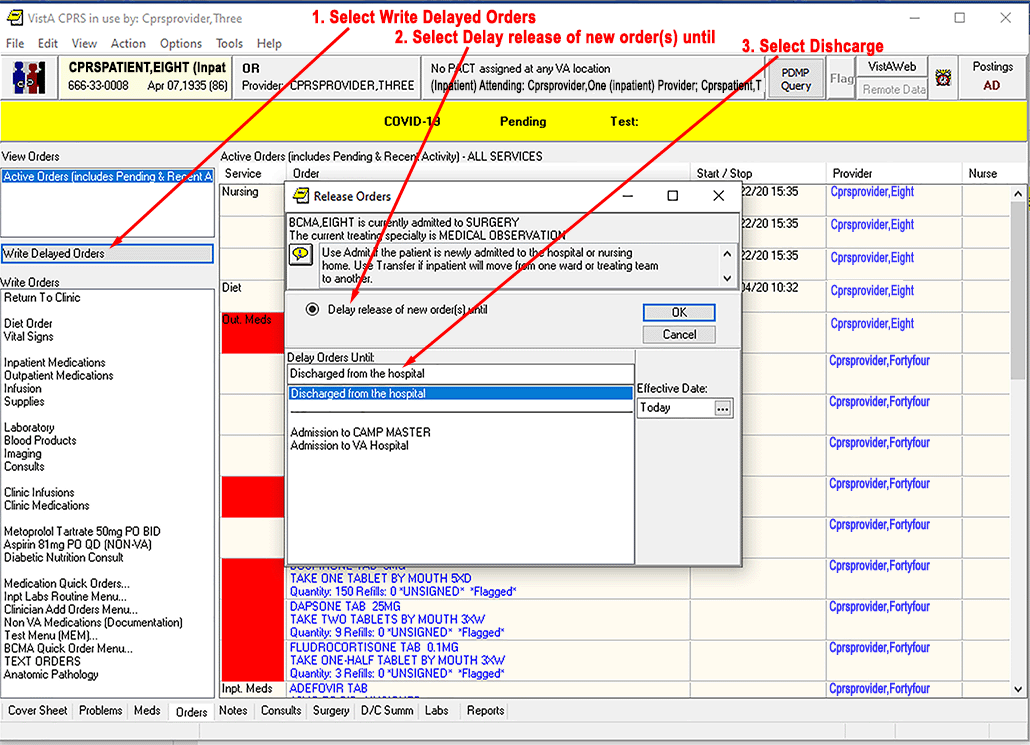 VistA CPRS in use by: Cprsprovider,Three
1. Select Write Delayed Orders
2. Select Delay release of new order(s) until
3. Select Dishcarge
File Edit View Action Options Tools Help
CPRSPATIENT,EIGHT (Inpat
666-33-0008 Apr 07,1935 (86)
OR
Provider: CPRSPROVIDER,THREE
No PACT assigned at any VA location
(Inpatient) Attending: Cprsprovider,One (inpatient) Provider; Cprspatient,T
PDMP
Query
Flag
VistAWeb
Remote Data
Postings
AD
COVID-19 Pending Test:
View Orders
Active Orders (includes Pending & Recent A
Write Delayed Orders
Write Orders
Return To Clinic
Diet Order
Vital Signs
Inpatient Medications
Outpatient Medications
Infusion
Supplies
Laboratory
Blood Products
Imaging
Consults
Clinic Infusions
Clinic Medications
Metoprolol Tartrate 50mg PO BID
Aspirin 81mg PO QD (NON-VA)
Diabetic Nutrition Consult
Medication Quick Orders...
Inpt Labs Routine Menu...
Clinician Add Orders Menu...
Non VA Medications (Documentation)
Test Menu (MEM)...
BCMA Quick Order Menu...
TEXT ORDERS
Anatomic Pathology
Active Orders (includes Pending & Recent Activity) - ALL SERVICES
Service Order Start / Stop Provider Nurse
Nursing
22/20 15:35 Cprsprovider,Eight
22/20 15:35 Cprsprovider,Eight
22/20 15:35 Cprsprovider,Eight
Diet
04/20 10:32 Cprsprovider,Eight
Out. Meds
Cprsprovider,Eight
Cprsprovider,Fortyfour
Cprsprovider,Fortyfour
Cprsprovider,Fortyfour
Cprsprovider,Fortyfour
Cprsprovider,Fortyfour
Release Orders
BCMA,EIGHT is currently admitted to SURGERY
The current treating specialty is MEDICAL OBSERVATION
Use Admit if the patient is newly admitted to the hospital or nursing
home. Use Transfer if inpatient will move from one ward or treating team
to another.
Delay release of new order(s) until
OK
Cancel
Delay Orders Until:
Discharged from the hospital
Discharged from the hospital
Admission to CAMP MASTER
Admission to VA Hospital
Effective Date:
Today ...
BUSPIRONE TAB 5MG
TAKE ONE TABLET BY MOUTH 5XD
Quantity: 150 Refills: 0 *UNSIGNED* *Flagged*
Cprsprovider,Fortyfour
DAPSONE TAB 25MG
TAKE TWO TABLETS BY MOUTH 3XW
Quantity: 9 Refills: 0 *UNSIGNED* *Flagged*
Cprsprovider,Fortyfour
FLUDROCORTISONE TAB 0.1MG
TAKE ONE-HALF TABLET BY MOUTH 3XW
Quantity: 3 Refills: 0 *UNSIGNED* *Flagged*
Cprsprovider,Fortyfour
Inpt. Meds ADEFOVIR TAB
Cprsprovider,Fortyfour
Cover Sheet Problems Meds Orders Notes Consults Surgery D/C Summ Labs Reports